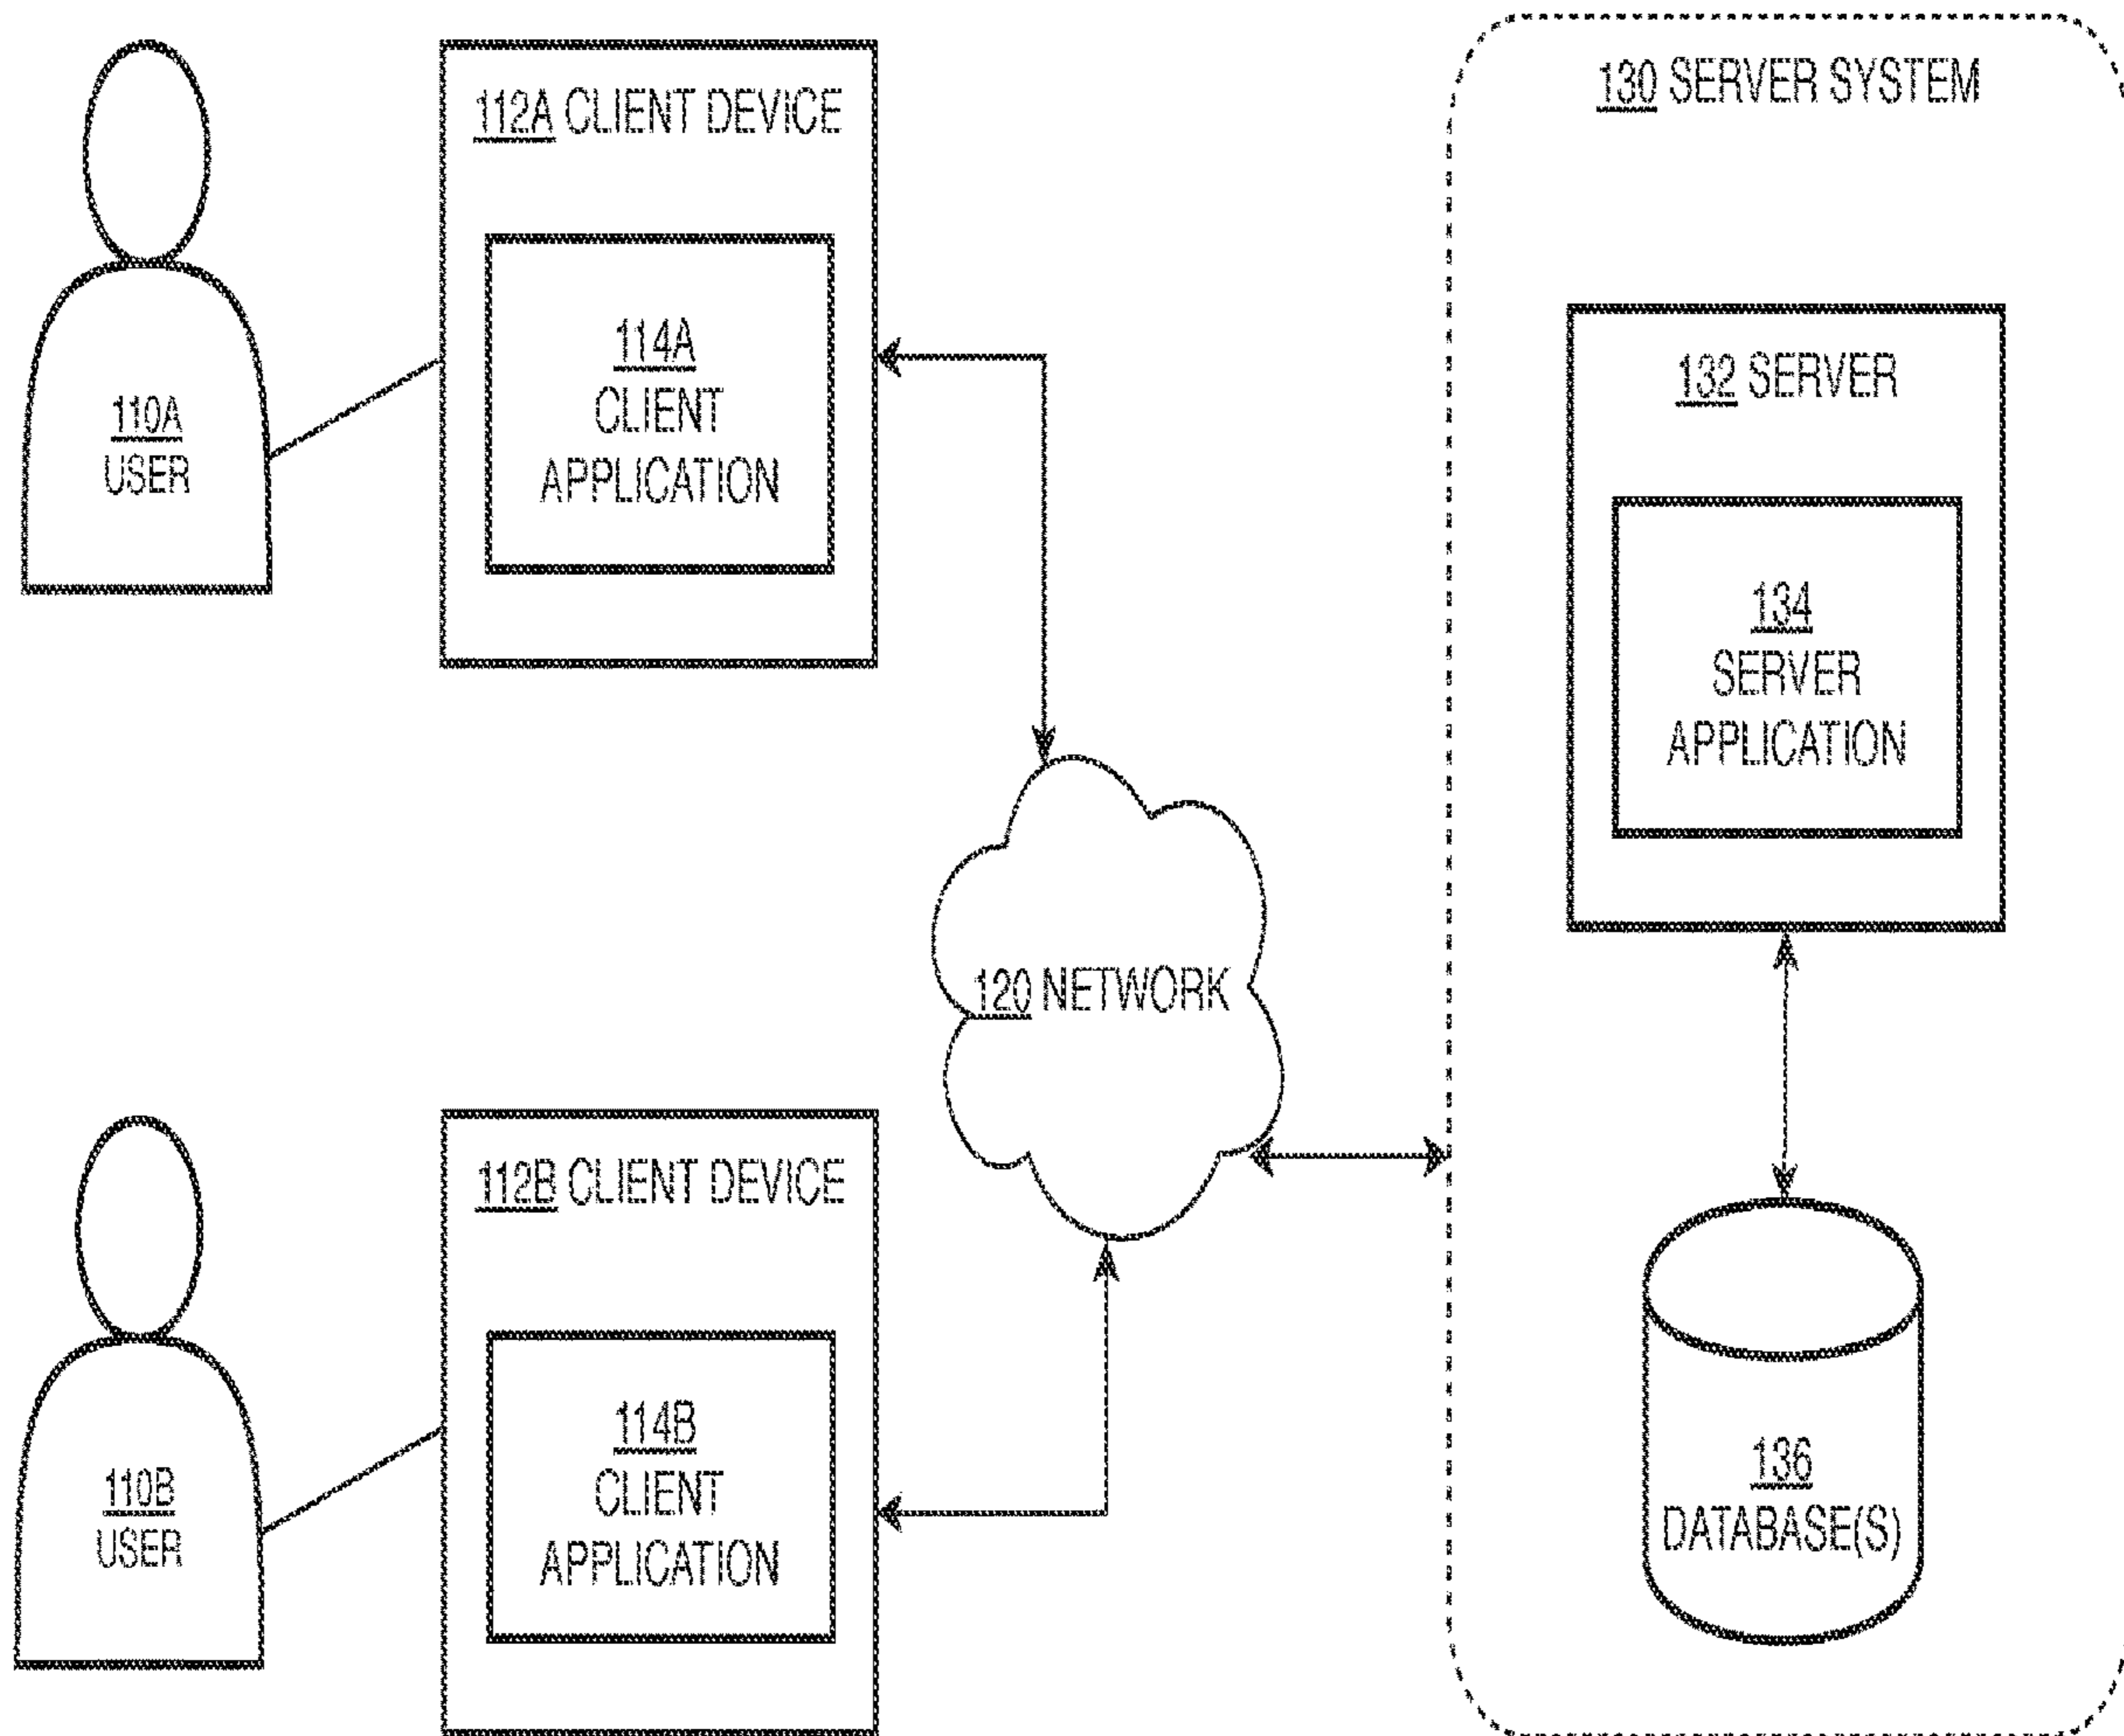 112A CLIENT DEVICE
114A
CLIENT
APPLICATION
110A
USER
130 SERVER SYSTEM
132 SERVER
134
SERVER
APPLICATION
120 NETWORK
112B CLIENT DEVICE
114B
CLIENT
APPLICATION
110B
USER
136
DATABASE(S)